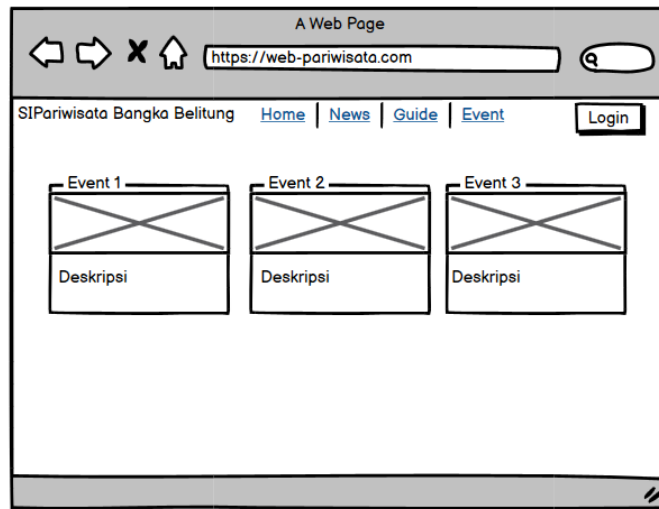 A Web Page
https://web-pariwisata.com
SIPariwisata Bangka Belitung Home News Guide Event Login
Event 1 Event 2 Event 3
Deskripsi Deskripsi Deskripsi